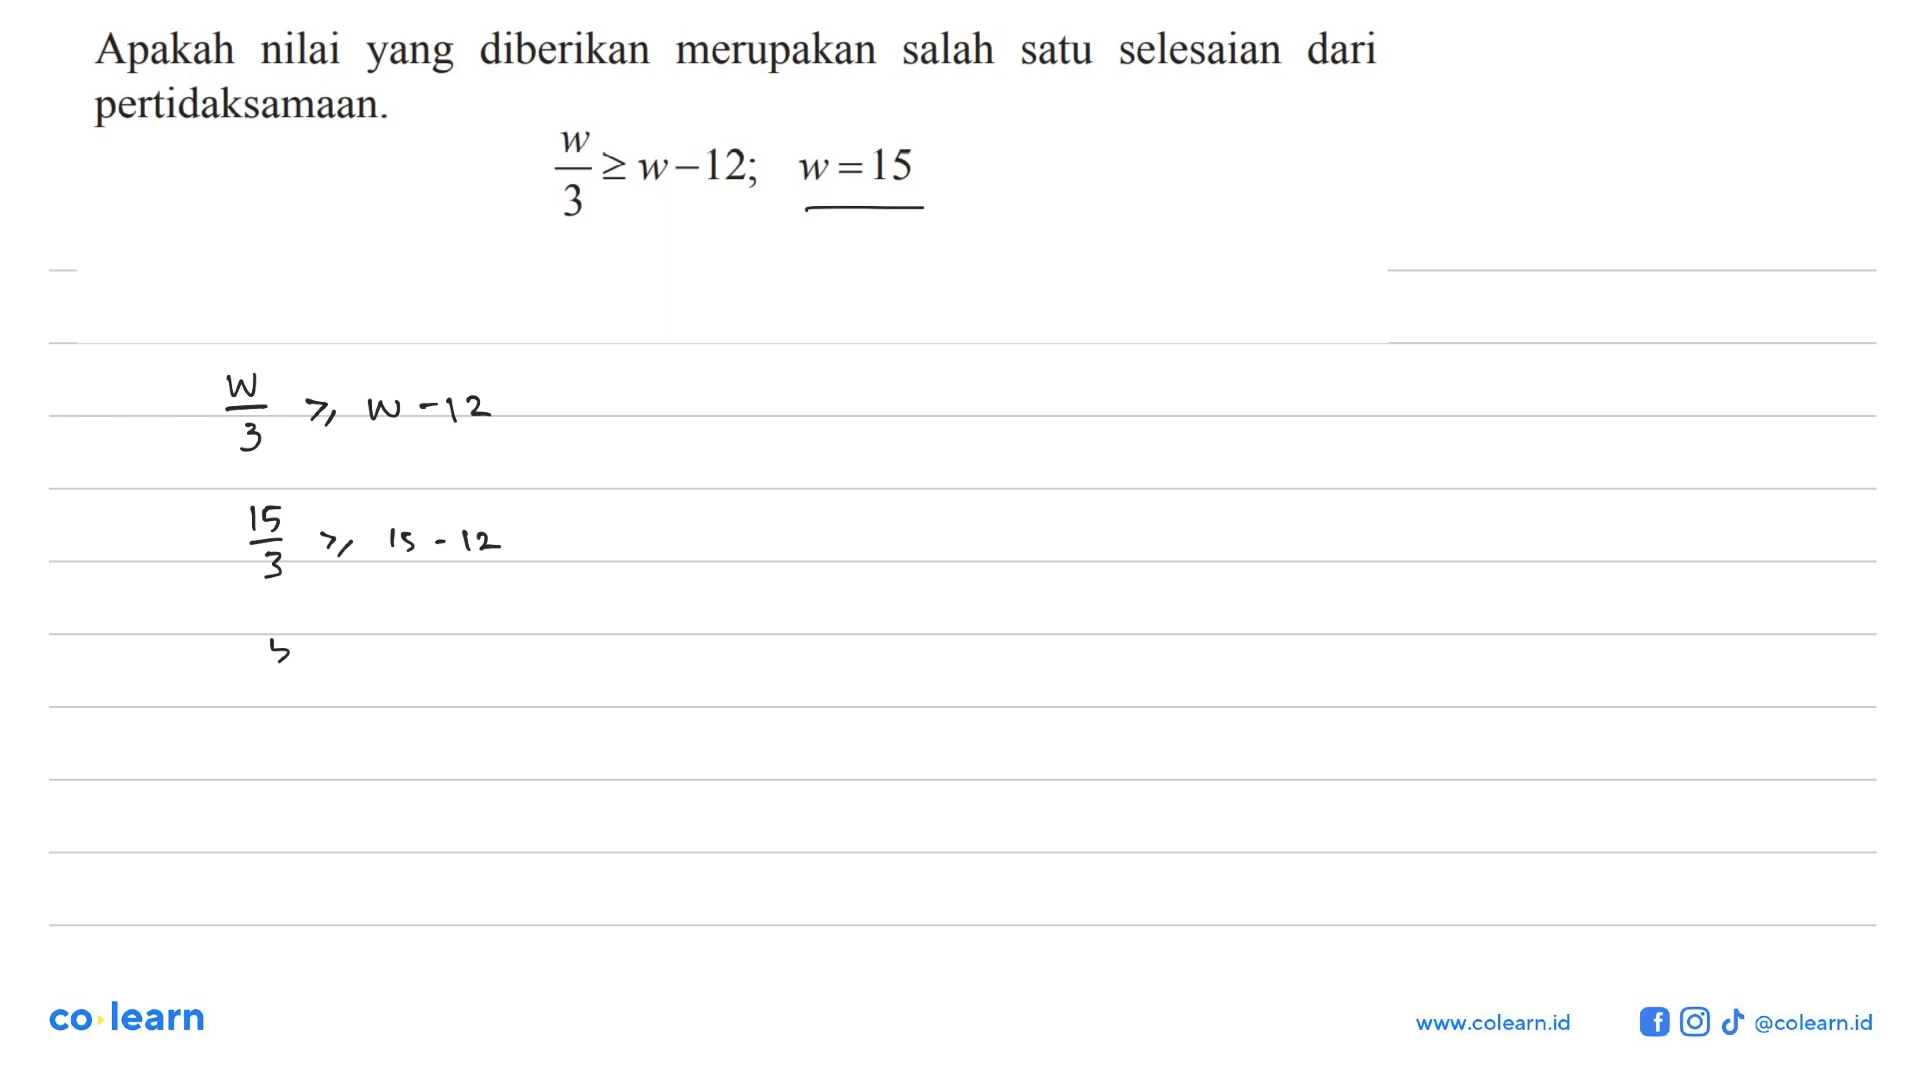 Apakah nilai yang diberikan merupakan salah satu selesaian dari
pertidaksamaan.
w/3 ≥ w−12; w=15
W/3 ≥ w −12
15/3 ≥ 15 - 12
5
co learn
www.colearn.id
@colearn.id